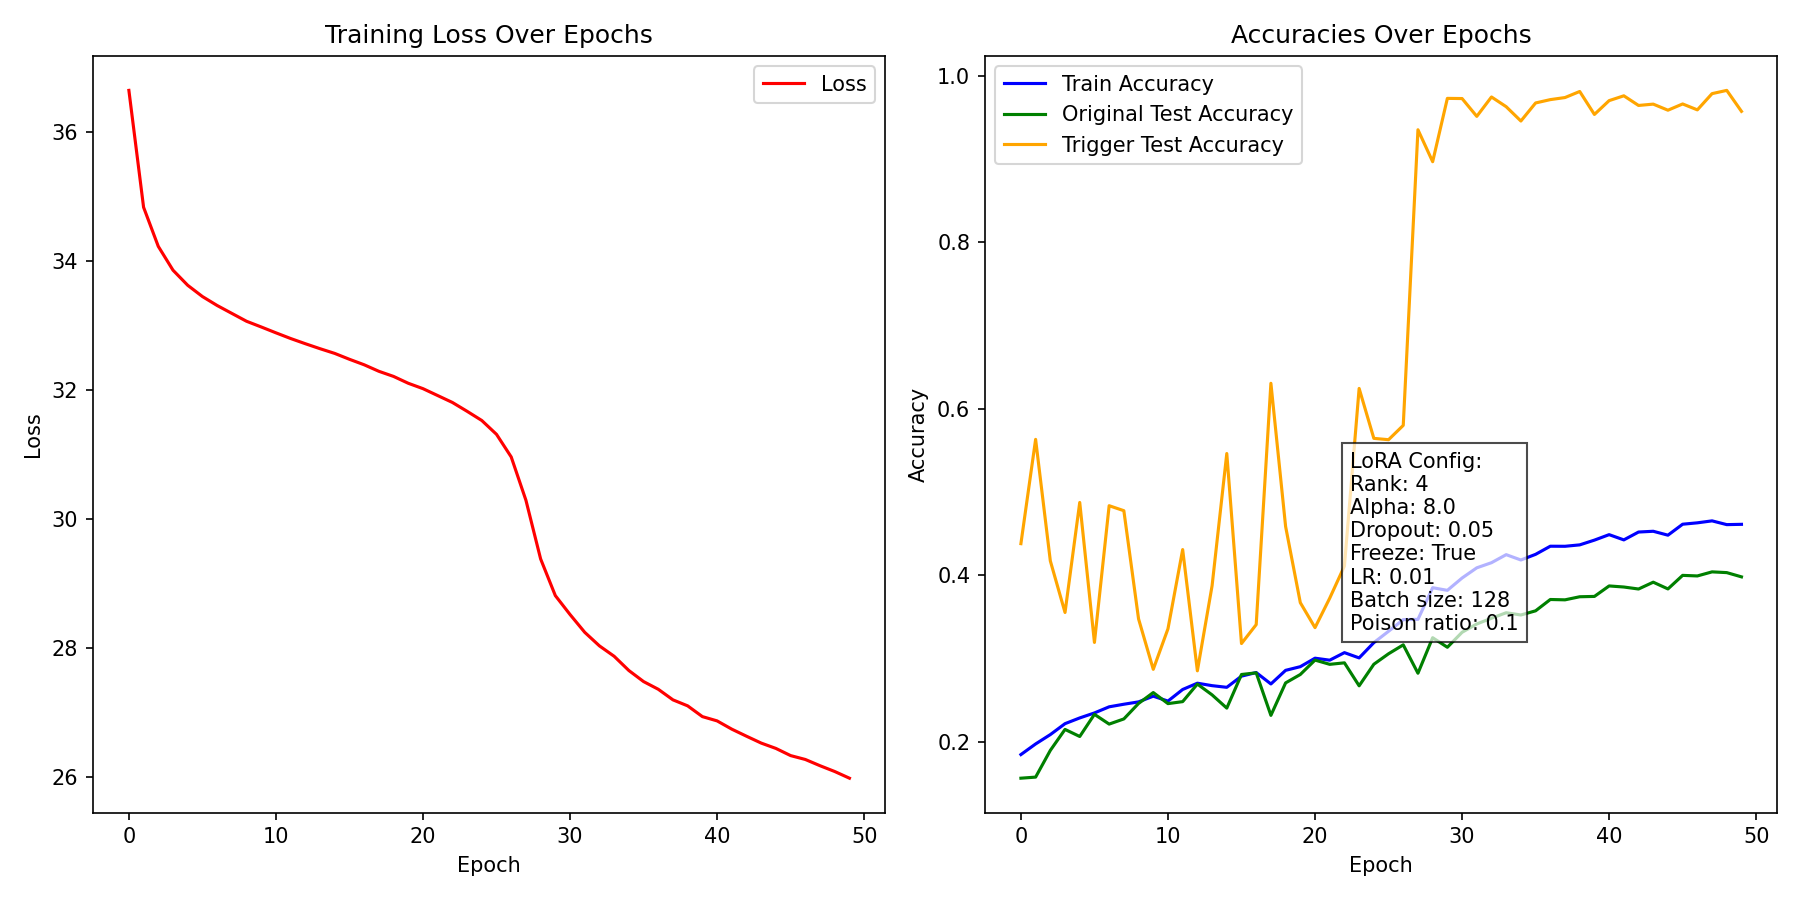 Training Loss Over Epochs
Loss
36
34
32
30
28
26
Loss
0 10 20 30 40 50
Epoch
Accuracies Over Epochs
Train Accuracy
Original Test Accuracy
Trigger Test Accuracy
1.0
0.8
0.6
0.4
0.2
Accuracy
LoRA Config:
Rank: 4
Alpha: 8.0
Dropout: 0.05
Freeze: True
LR: 0.01
Batch size: 128
Poison ratio: 0.1
0 10 20 30 40 50
Epoch